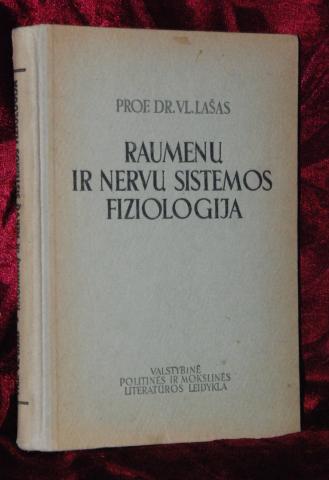 PROF. DR. VL. LAŠAS
RAUMENŲ
IR NERVŲ SISTEMOS
FIZIOLOGIJA
VALSTYBINĖ
POLITINĖS IR MOKSLINĖS
LITERATŪROS LEIDYKLA